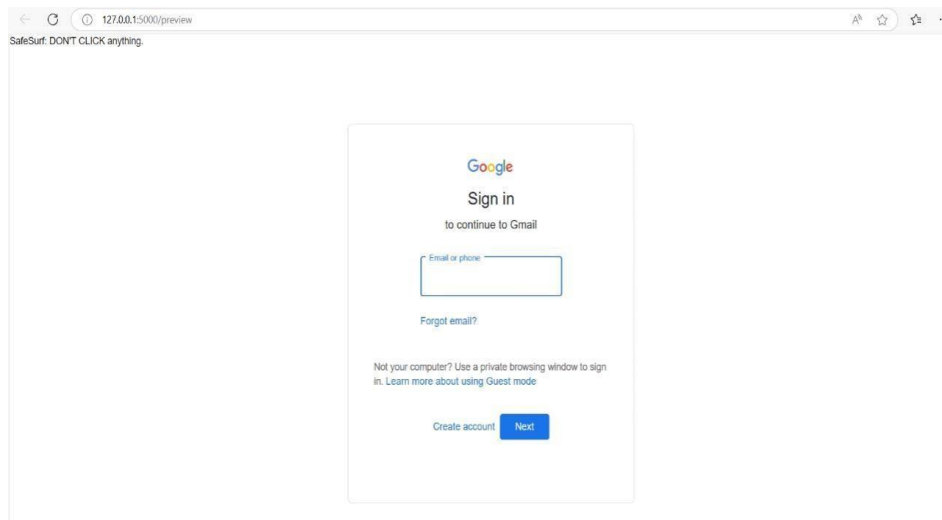 127.0.0.1:5000/preview
SafeSurf: DON'T CLICK anything.
Google
Sign in
to continue to Gmail
Email or phone
Forgot email?
Not your computer? Use a private browsing window to sign
in. Learn more about using Guest mode
Create account Next